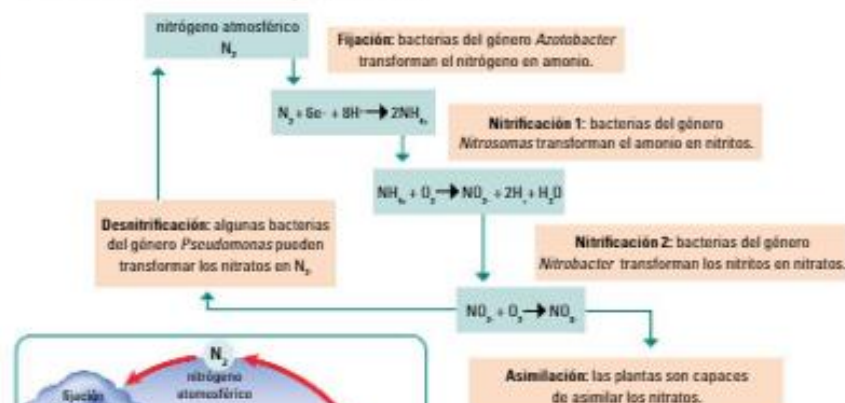 nitrógeno atmosférico
N₂
Fijación: bacterias del género Azotobacter
transforman el nitrógeno en amonio.
N₂ + 6e- + 8H → 2NH₄₊
Nitrificación 1: bacterias del género
Nitrosomas transforman el amonio en nitritos.
NH₄₊ + O₂ → NO₂₋ + 2H₊ + H₂O
Desnitrificación: algunas bacterias
del género Pseudomonas pueden
transformar los nitratos en N₂.
Nitrificación 2: bacterias del género
Nitrobacter transforman los nitritos en nitratos.
NO₂₋ + O₂ → NO₃₋
Asimilación: las plantas son capaces
de asimilar los nitratos.
N₂
nitrógeno
atomosférico
fijación